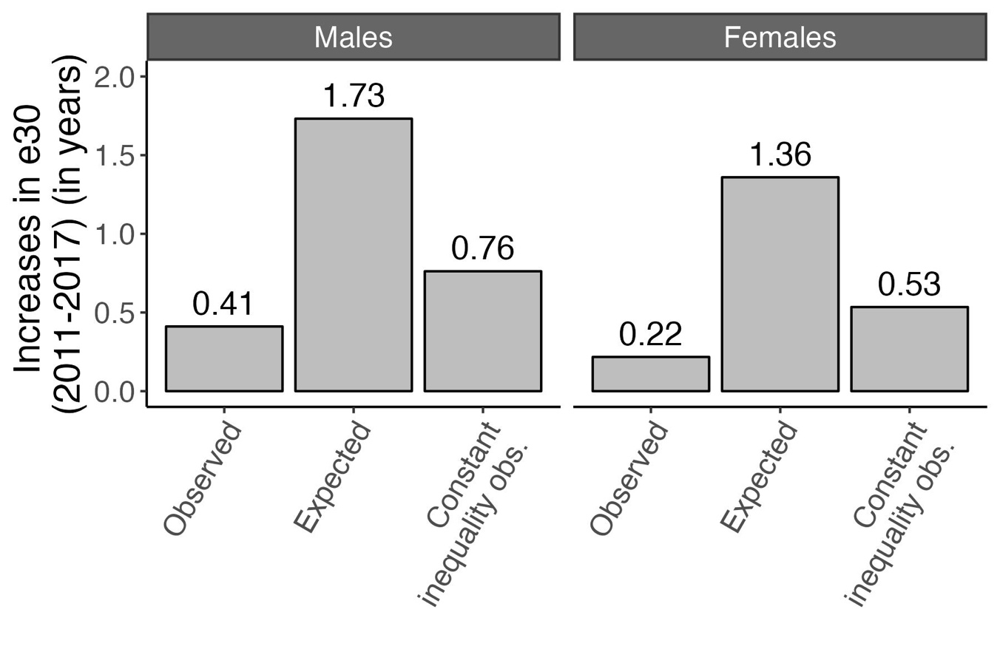 Males
Females
Increases in e30
(2011-2017) (in years)
2.0
1.5
1.0
0.5
0.0
0.41
1.73
0.76
0.22
1.36
0.53
Observed
Expected
Constant
inequality obs.
Observed
Expected
Constant
inequality obs.